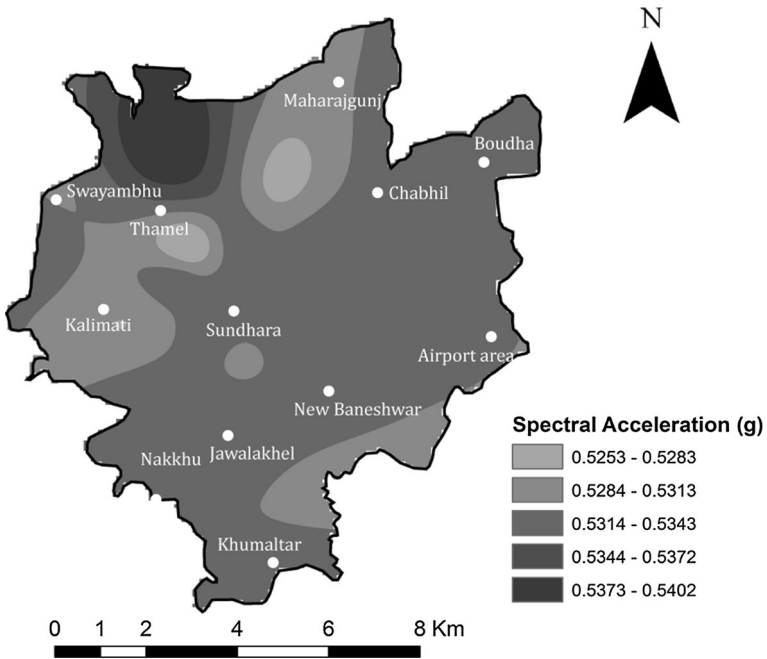 N
Maharajgunj
Boudha
Swayambhu
Chabhil
Thamel
Kalimati
Sundhara
Airport area
New Baneshwar
Nakkhu
Jawalakhel
Khumaltar
Spectral Acceleration (g)
0.5253 - 0.5283
0.5284 - 0.5313
0.5314 - 0.5343
0.5344 - 0.5372
0.5373 - 0.5402
0 1 2 4 6 8 Km